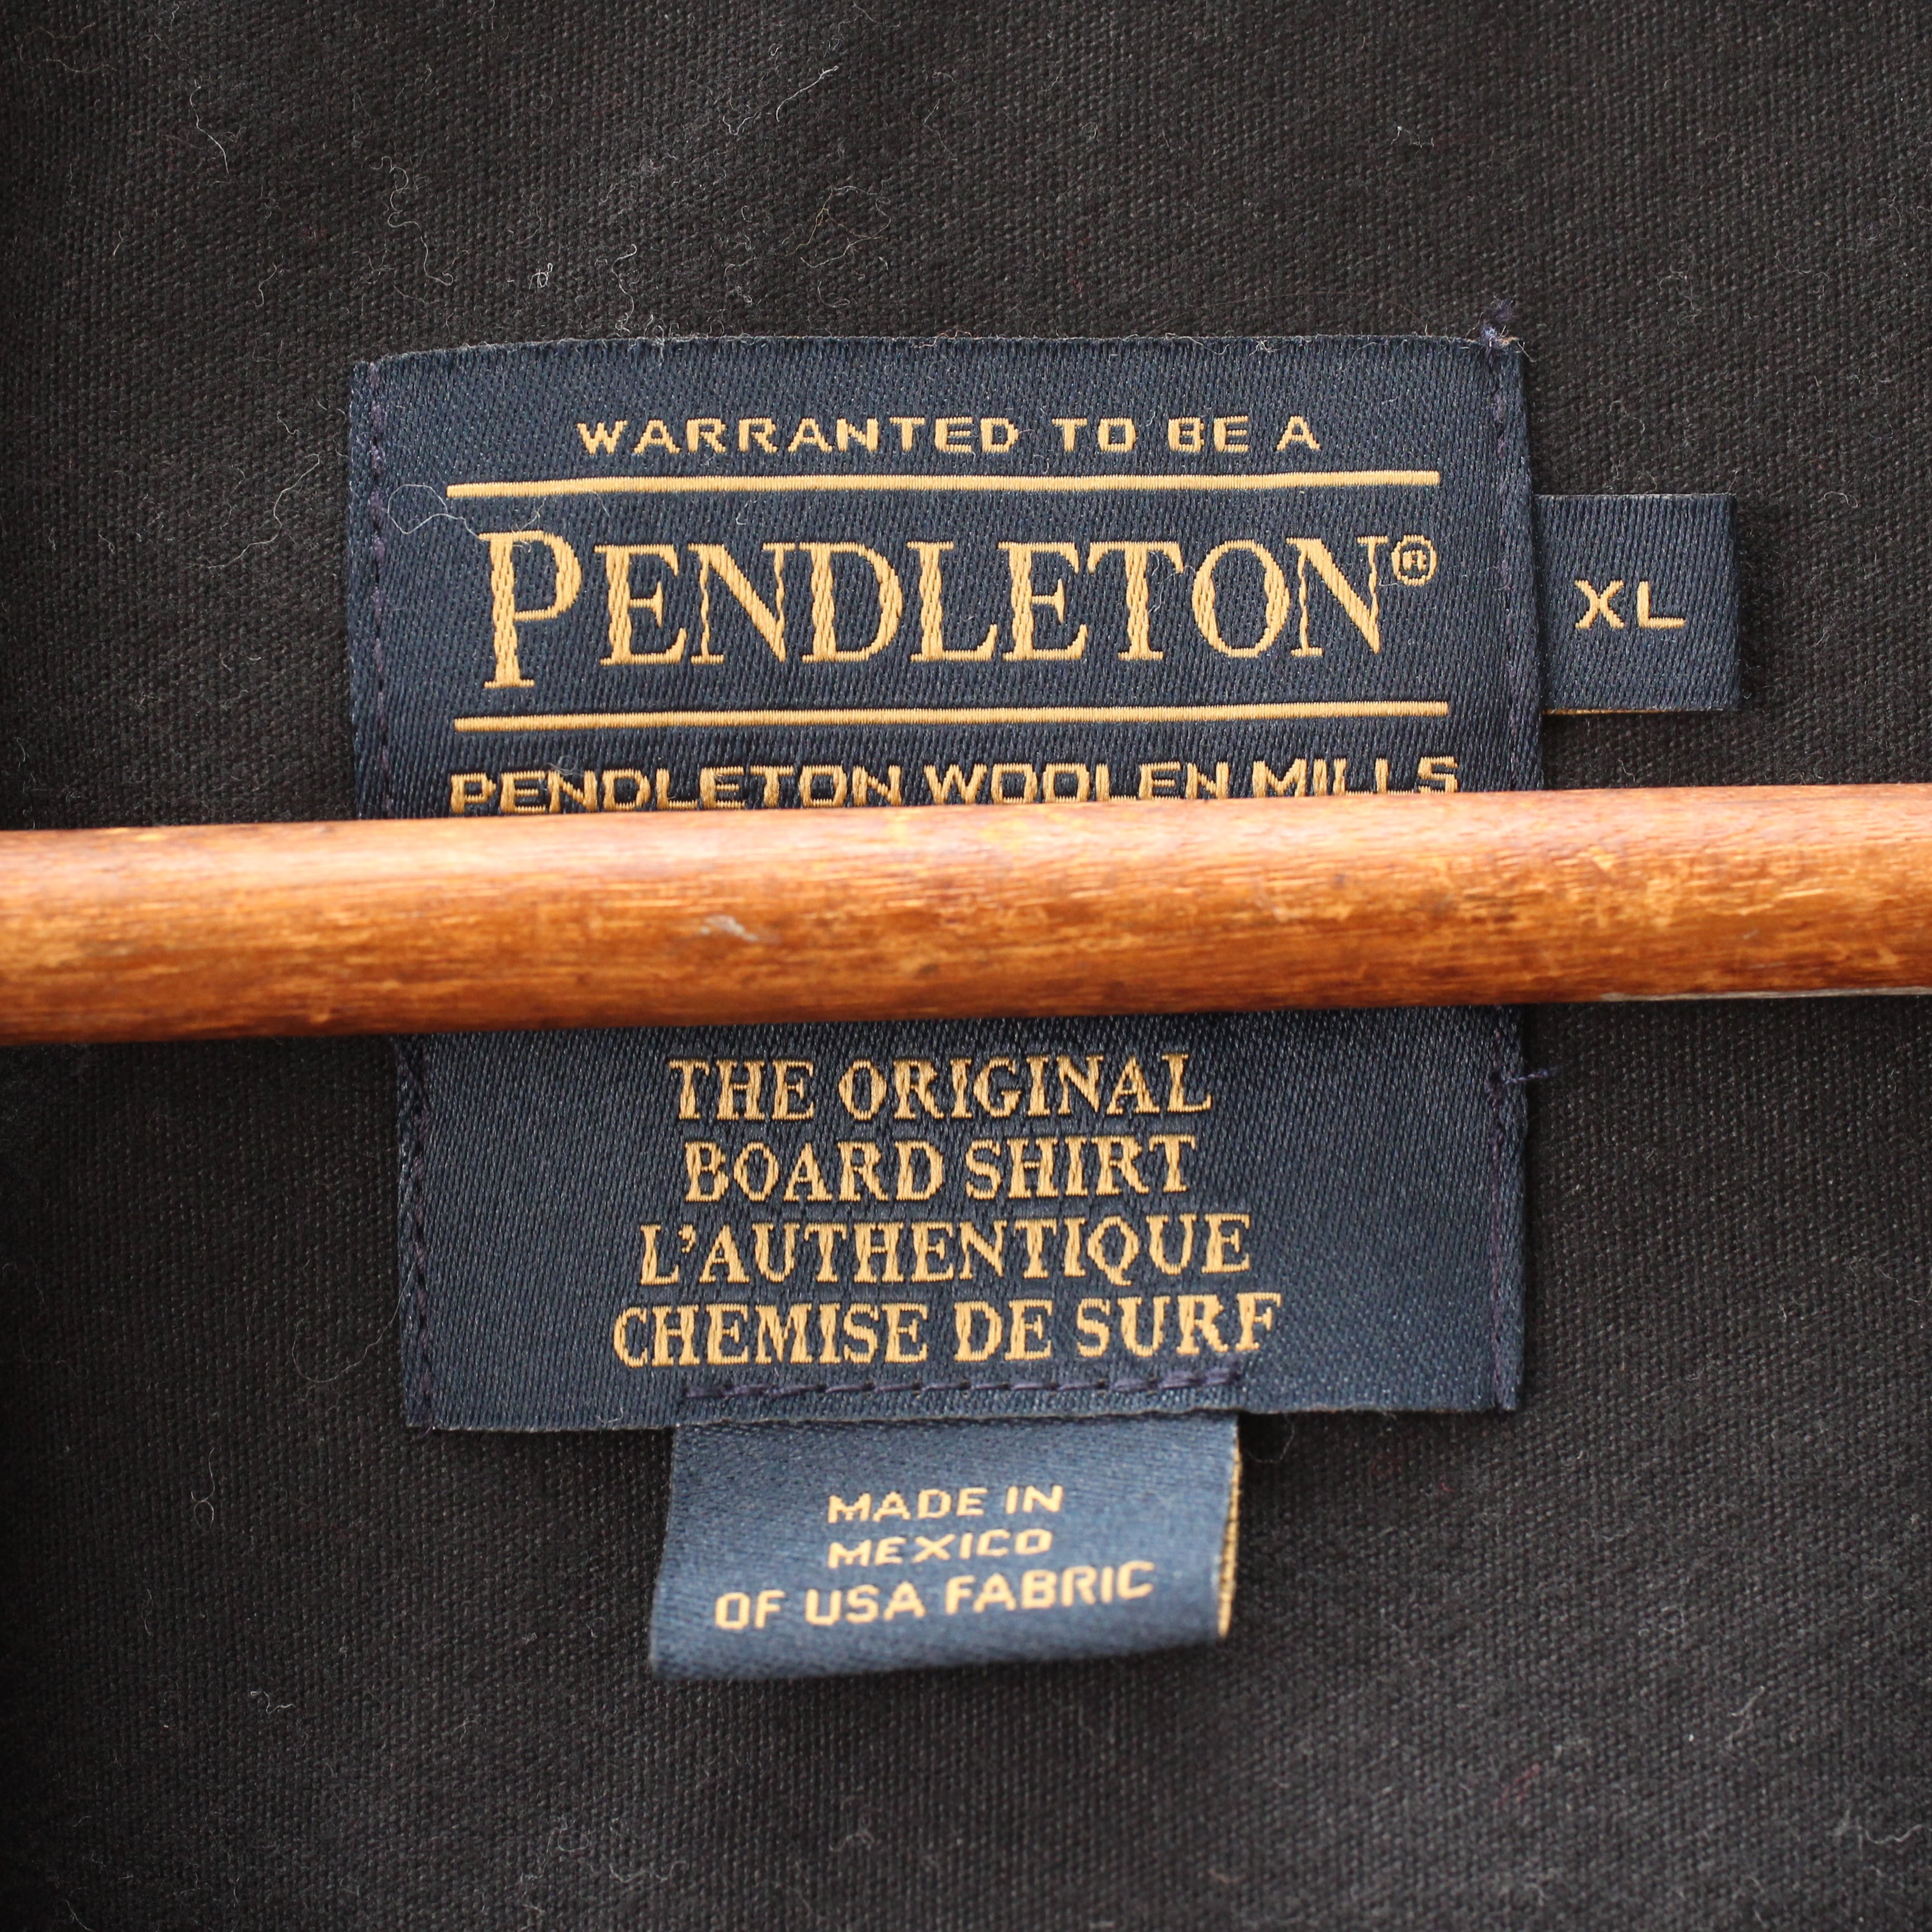 WARRANTED TO BE A
PENDLETON®
XL
PENDLETON WOOLEN MILLS
THE ORIGINAL
BOARD SHIRT
L'AUTHENTIQUE
CHEMISE DE SURF
MADE IN
MEXICO
OF USA FABRIC